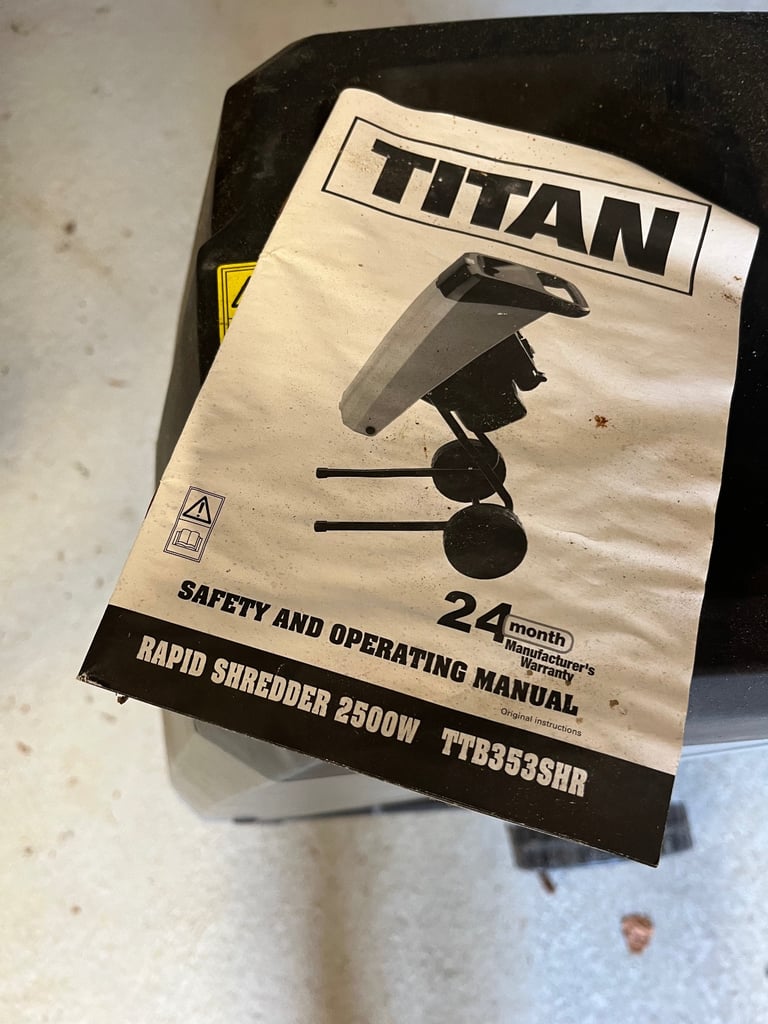 TITAN
24 month
Manufacturer's
Warranty
SAFETY AND OPERATING MANUAL
Original instructions
RAPID SHREDDER 2500W TTB353SHR